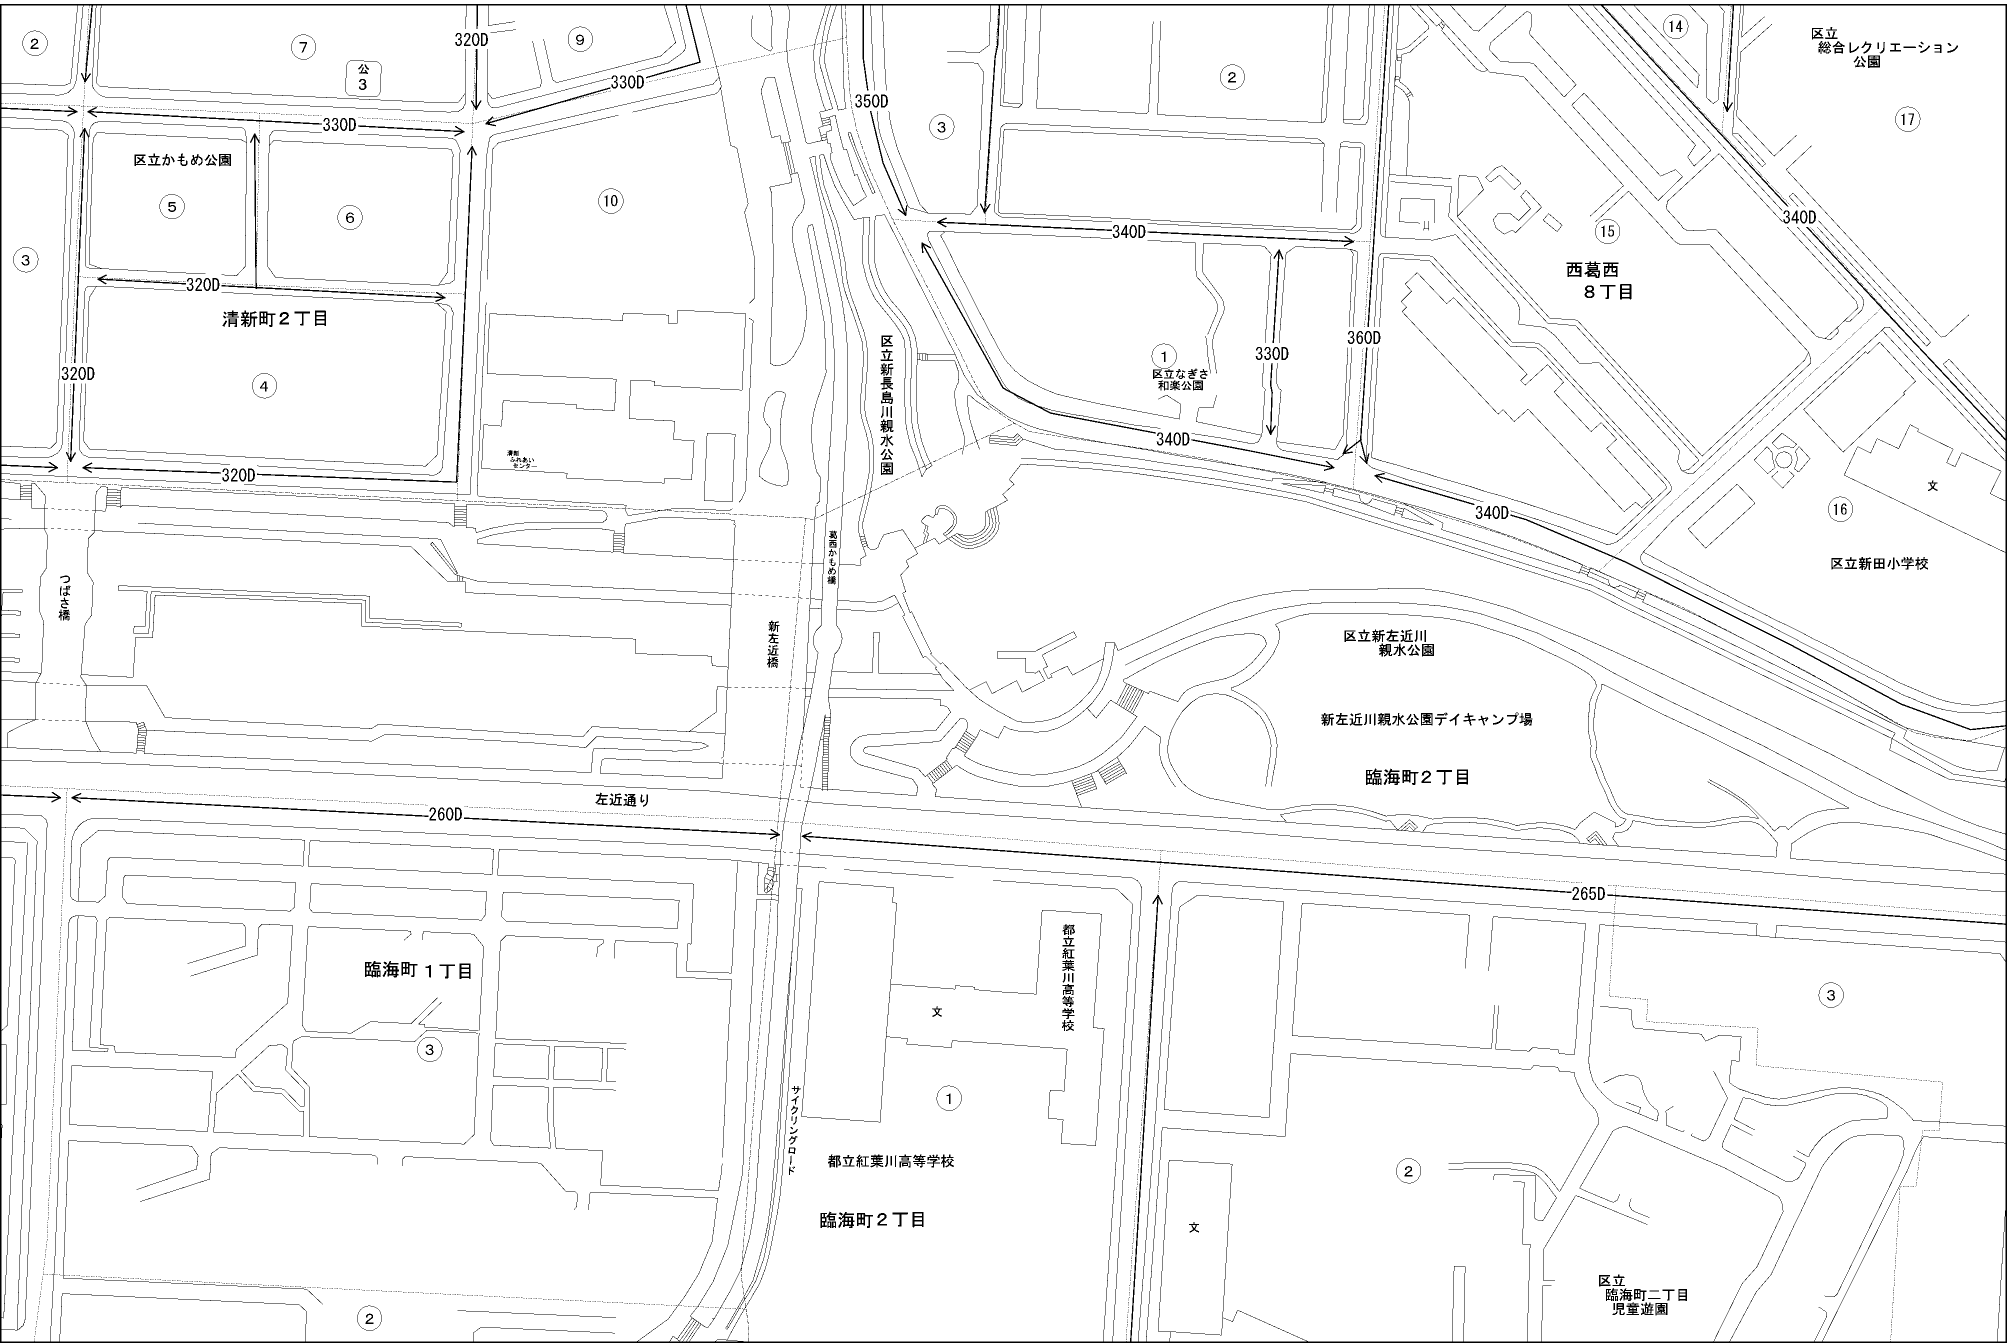 2
7
公
3
9
320D
330D
330D
区立かもめ公園
5
6
10
3
320D
清新町２丁目
320D
4
320D
清新
ふれあい
センター
350D
2
3
14
区立
総合レクリエーション
公園
17
340D
340D
15
西葛西
８丁目
区立新長島川親水公園
1
区立なぎさ
和楽公園
330D
360D
340D
340D
文
16
区立新田小学校
つばさ橋
新左近橋
葛西かもめ橋
区立新左近川
親水公園
新左近川親水公園デイキャンプ場
臨海町２丁目
左近通り
260D
265D
臨海町１丁目
3
都立紅葉川高等学校
文
3
1
サイクリングロード
都立紅葉川高等学校
2
臨海町２丁目
文
区立
臨海町二丁目
児童遊園
2